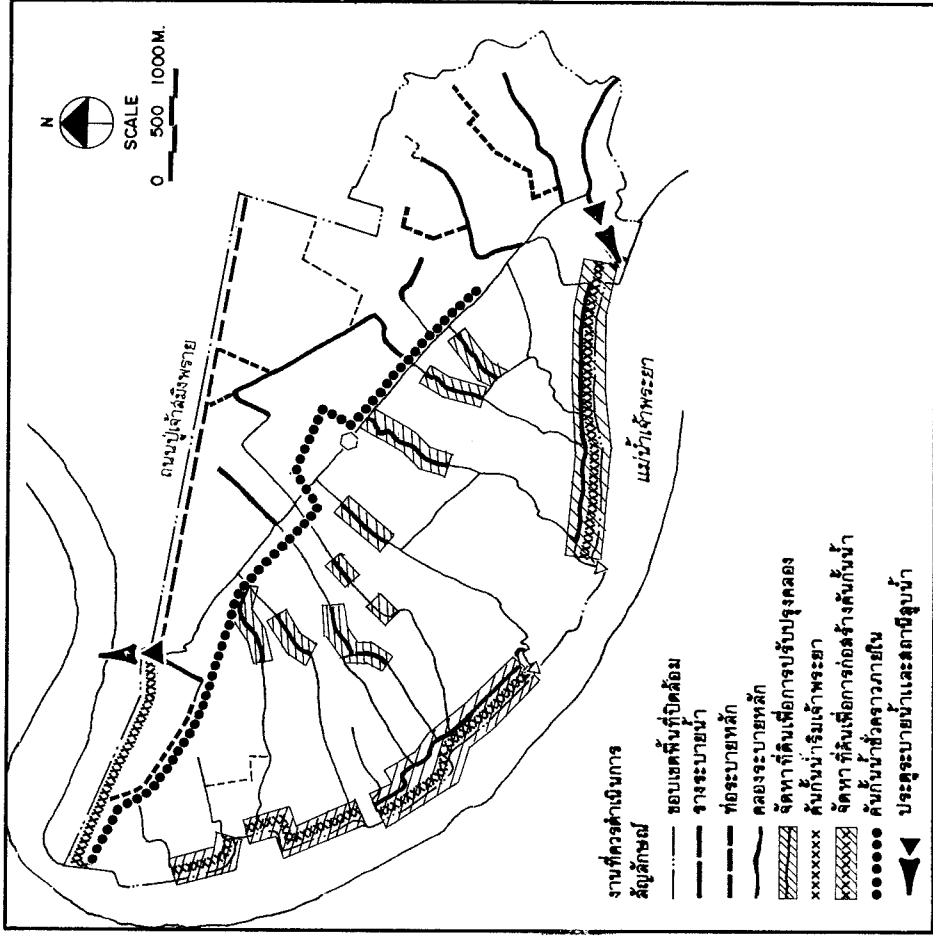 N
SCALE
0 500 1000 M.
ถนนปู่เจ้าสมิงพราย
แม่น้ำเจ้าพระยา
งานที่ควรดำเนินการ
สัญลักษณ์
ขอบเขตพื้นที่ปิดล้อม
รางระบายน้ำ
ท่อระบายหลัก
คลองระบายหลัก
จัดหาที่ดินเพื่อการปรับปรุงคลอง
คันกั้นน้ำริมเจ้าพระยา
จัดหาที่ดินเพื่อการก่อสร้างคันกั้นน้ำ
คันกั้นน้ำชั่วคราวภายใน
ประตูระบายน้ำและสถานีสูบน้ำ